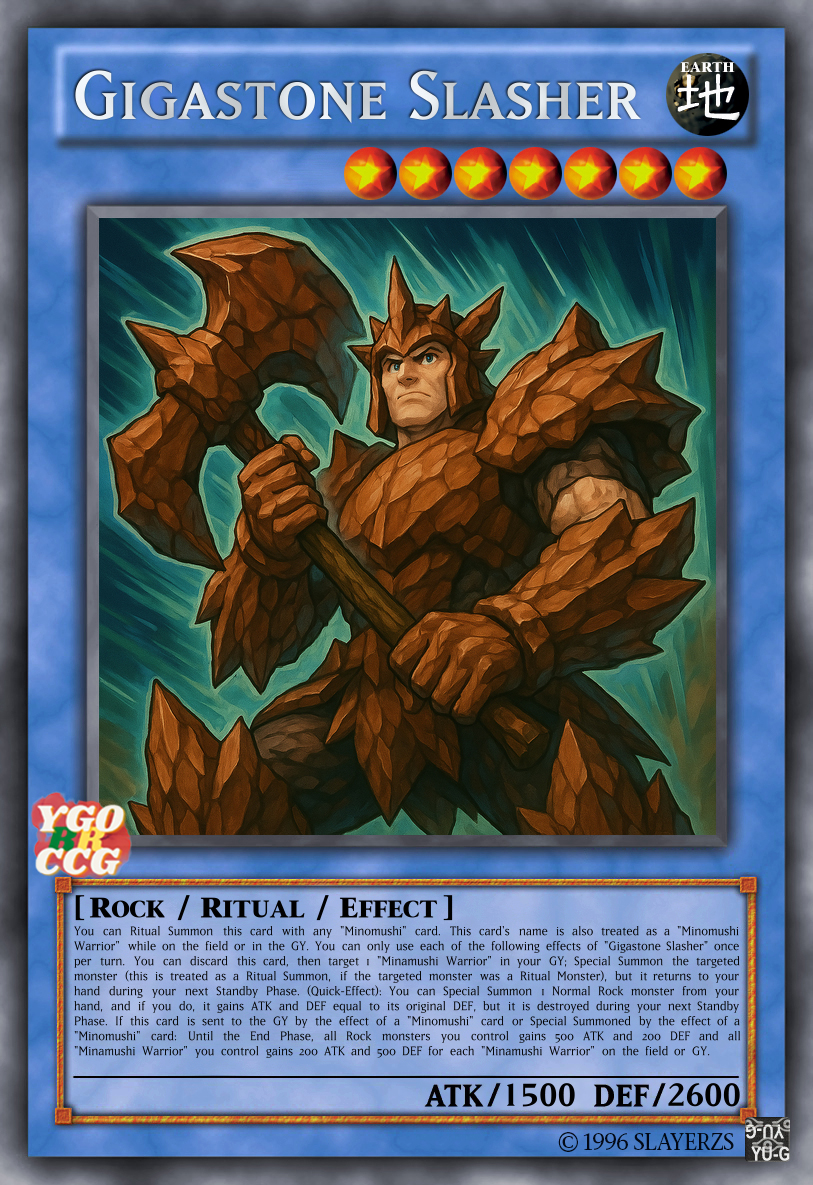 GIGASTONE SLASHER
EARTH
地
YGO
RR
CCG
[ROCK / RITUAL / EFFECT]
You can Ritual Summon this card with any "Minomushi" card. This card's name is also treated as a "Minomushi
Warrior" while on the field or in the GY. You can only use each of the following effects of "Gigastone Slasher" once
per turn. You can discard this card, then target 1 "Minamushi Warrior" in your GY; Special Summon the targeted
monster (this is treated as a Ritual Summon, if the targeted monster was a Ritual Monster), but it returns to your
hand during your next Standby Phase. (Quick-Effect): You can Special Summon 1 Normal Rock monster from your
hand, and if you do, it gains ATK and DEF equal to its original DEF, but it is destroyed during your next Standby
Phase. If this card is sent to the GY by the effect of a "Minomushi" card or Special Summoned by the effect of a
"Minomushi" card: Until the End Phase, all Rock monsters you control gains 500 ATK and 200 DEF and all
"Minamushi Warrior" you control gains 200 ATK and 500 DEF for each "Minamushi Warrior" on the field or GY.
ATK/1500 DEF/2600
© 1996 SLAYERZS